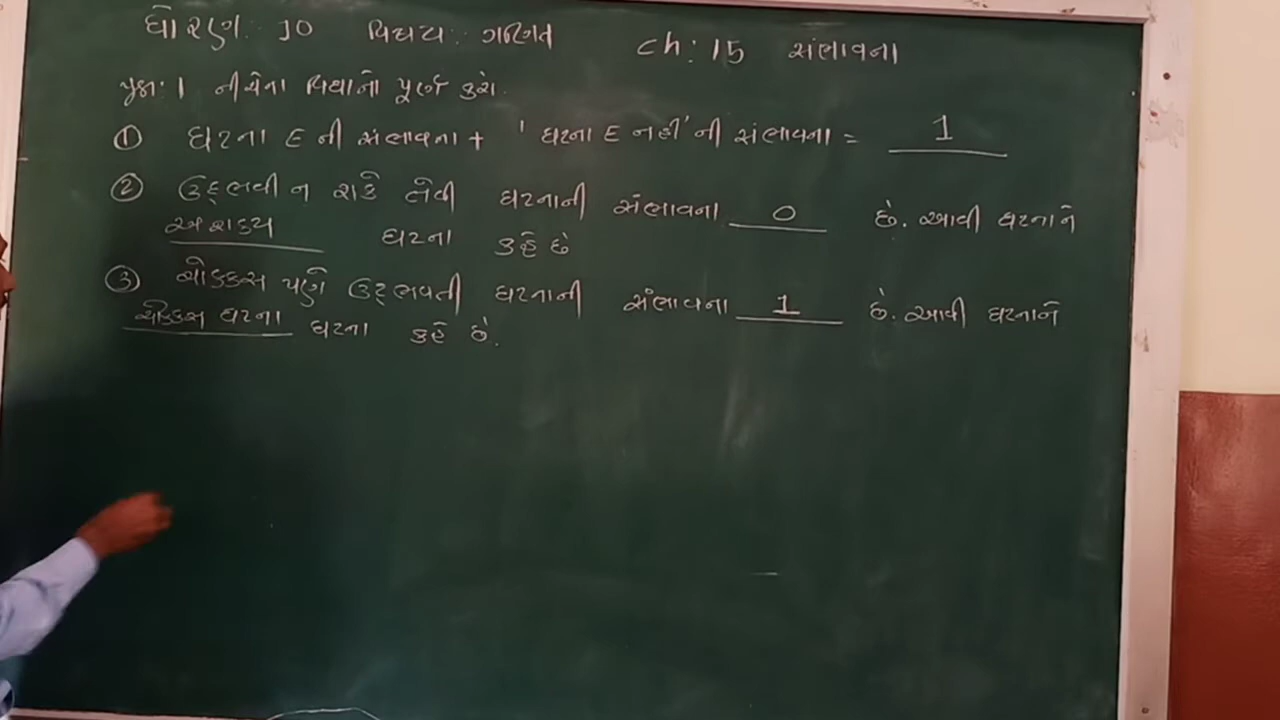 ધોરણ: 10 વિષય: ગણિત ch: 15 સંભાવના
પ્રશ્ન: 1 નીચેના વિધાનો પૂર્ણ કરો.
① ઘટના E ની સંભાવના + 'ઘટના E નહી' ની સંભાવના = 1
② ઉદ્દભવી ન શકે તેવી ઘટનાની સંભાવના 0 છે. આવી ઘટનાને
અશક્ય ઘટના કહે છે
③ ચોક્કસ પણે ઉદ્દભવતી ઘટનાની સંભાવના 1 છે. આવી ઘટનાને
ચોક્કસ ઘટના ઘટના કહે છે.